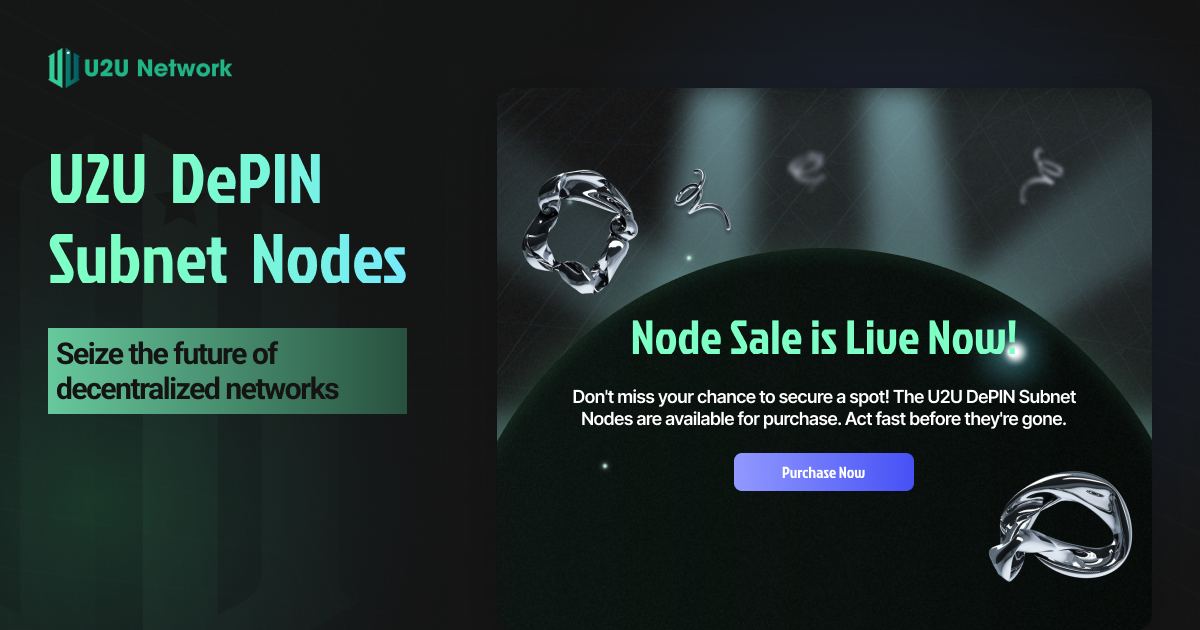 U2U Network
U2U DePIN
Subnet Nodes
Seize the future of
decentralized networks
Node Sale is Live Now!
Don't miss your chance to secure a spot! The U2U DePIN Subnet
Nodes are available for purchase. Act fast before they're gone.
Purchase Now